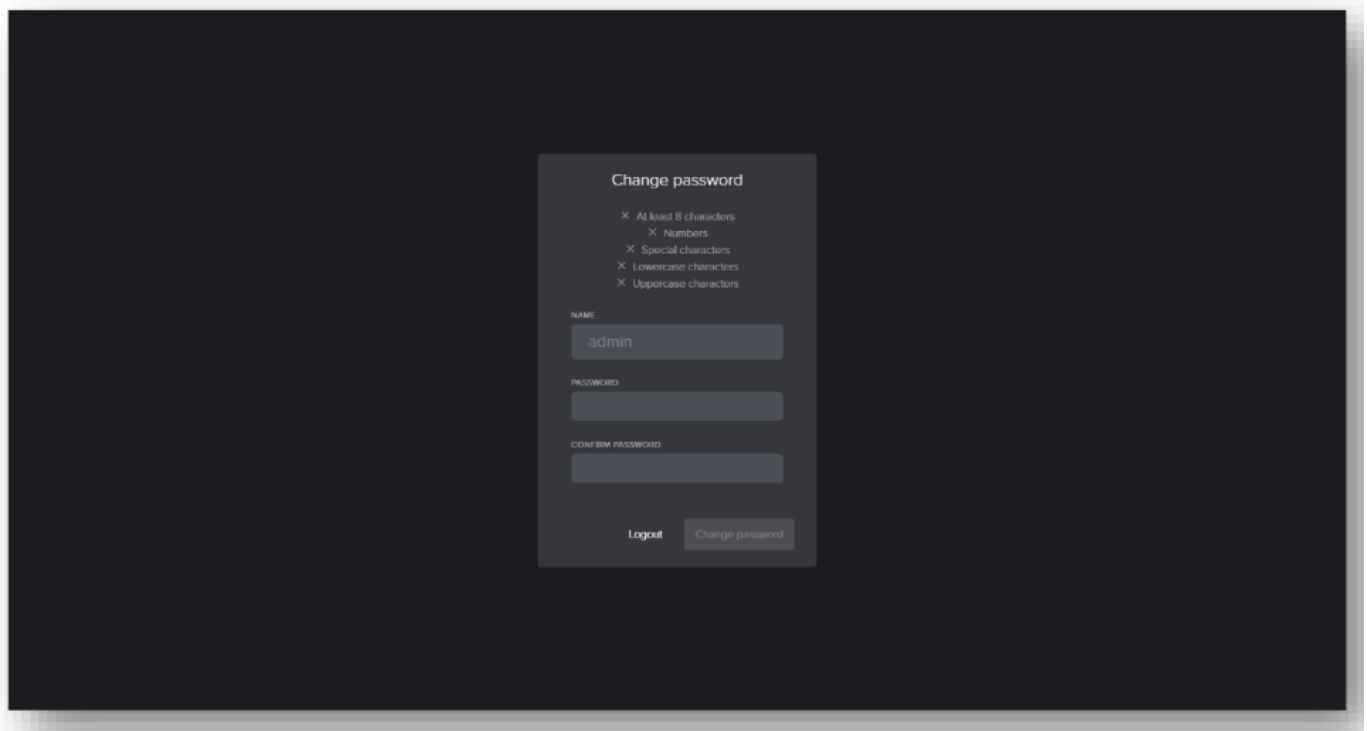 Change password
× At least 8 characters
× Numbers
× Special characters
× Lowercase characters
× Uppercase characters
NAME
admin
PASSWORD
CONFIRM PASSWORD
Logout Change password